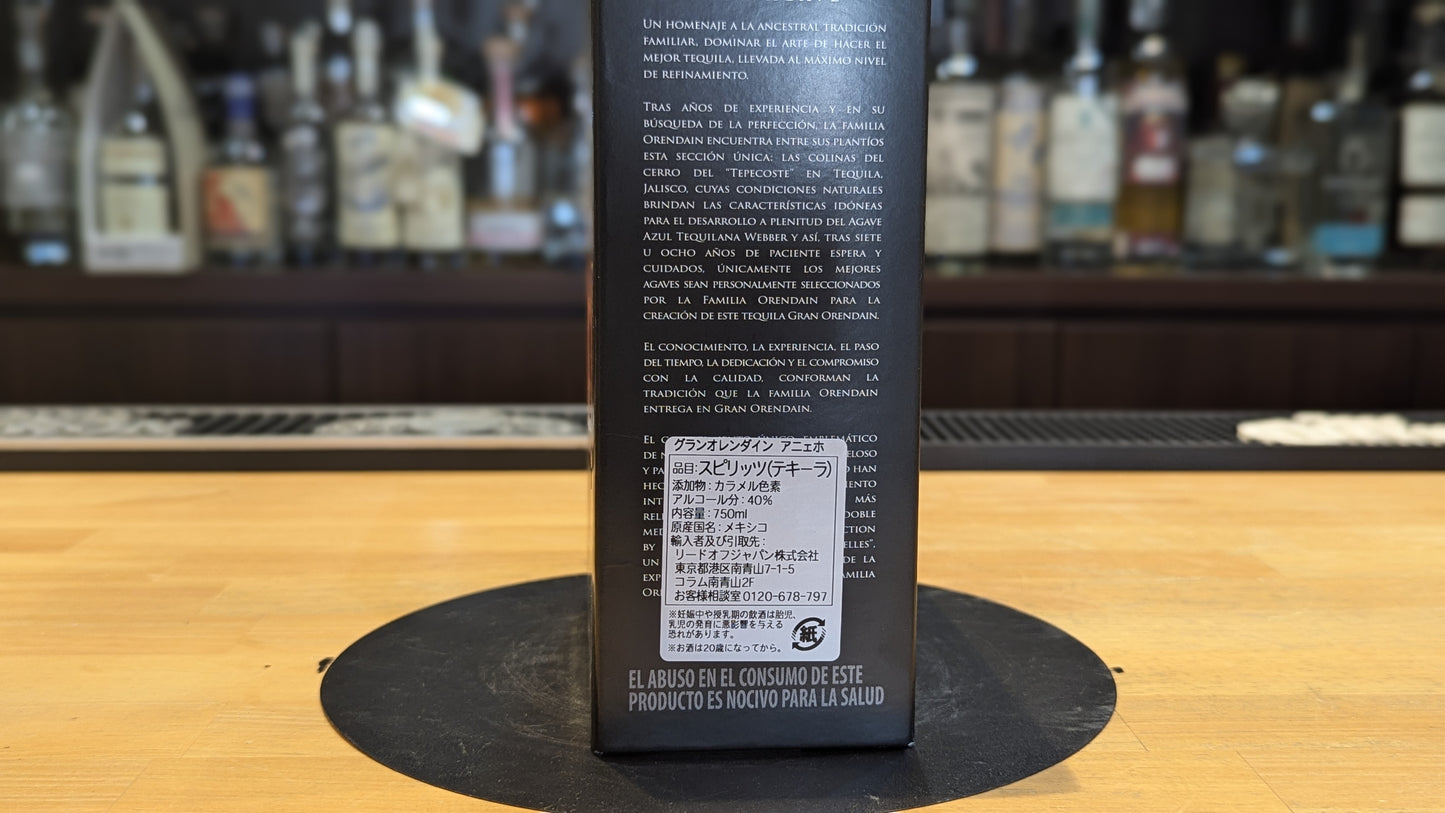 Un homenaje a la ancestral tradición
familiar, dominar el arte de hacer el
mejor tequila, llevada al máximo nivel
de refinamiento.
Tras años de experiencia y en su
búsqueda de la perfección, la familia
Orendain encuentra entre sus plantíos
esta sección única: las colinas del
cerro del "Tepecoste" en Tequila,
Jalisco, cuyas condiciones naturales
brindan las características idóneas
para el desarrollo a plenitud del Agave
Azul Tequilana Webber y así, tras siete
u ocho años de paciente espera y
cuidados, únicamente los mejores
agaves sean personalmente seleccionados
por la Familia Orendain para la
creación de este tequila Gran Orendain.
El conocimiento, la experiencia, el paso
del tiempo, la dedicación y el compromiso
con la calidad, conforman la
tradición que la familia Orendain
entrega en Gran Orendain.
El
de
han
más
by
un
de la
グランオレンダイン アニェホ
品目:スピリッツ(テキーラ)
添加物:カラメル色素
アルコール分:40%
内容量:750ml
原産国名:メキシコ
輸入者及び引取先:
リードオフジャパン株式会社
東京都港区南青山7-1-5
コラム南青山2F
お客様相談室0120-678-797
※妊娠中や授乳期の飲酒は胎児、
乳児の発育に悪影響を与える
恐れがあります。
※お酒は20歳になってから。
紙
EL ABUSO EN EL CONSUMO DE ESTE
PRODUCTO ES NOCIVO PARA LA SALUD